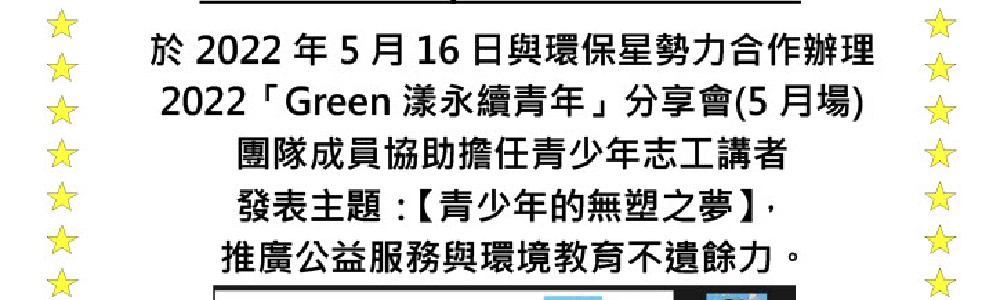 於 2022 年 5 月 16 日與環保星勢力合作辦理
2022「Green 漾永續青年」分享會(5 月場)
團隊成員協助擔任青少年志工講者
發表主題：【青少年的無塑之夢】，
推廣公益服務與環境教育不遺餘力。